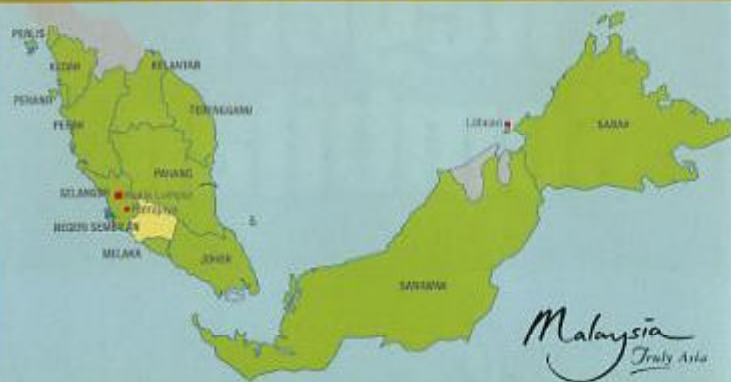 PERLIS
KEDAH
KELANTAN
PENANG
TERENGGANU
PERAK
PAHANG
SELANGOR
Kuala Lumpur
Putrajaya
NEGERI SEMBILAN
MELAKA
JOHOR
Labuan
SABAH
SARAWAK
Malaysia
Truly Asia